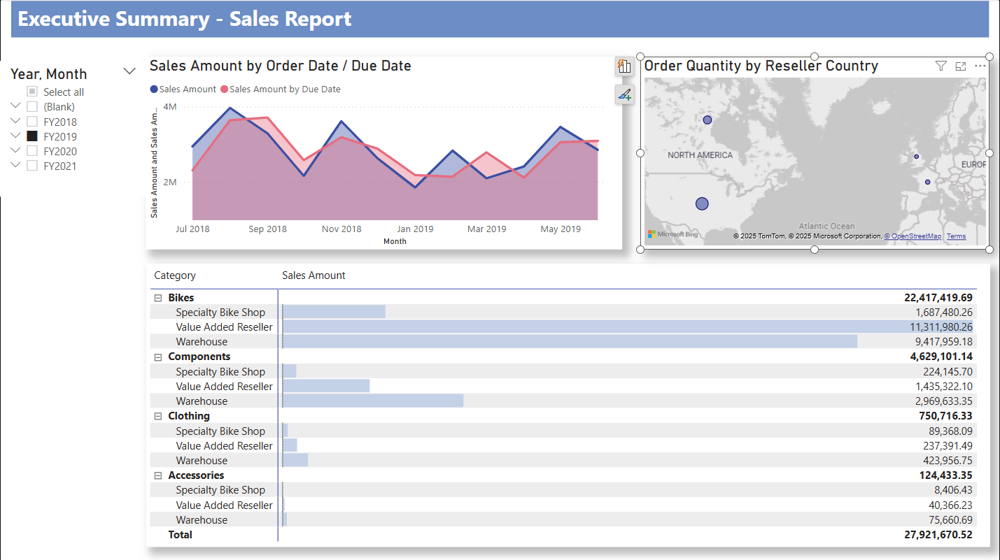 Executive Summary - Sales Report
Year, Month
Select all
(Blank)
FY2018
FY2019
FY2020
FY2021
Sales Amount by Order Date / Due Date
Sales Amount Sales Amount by Due Date
Sales Amount and Sales Am...
4M
2M
Jul 2018 Sep 2018 Nov 2018 Jan 2019 Mar 2019 May 2019
Month
Order Quantity by Reseller Country
NORTH AMERICA
EUROP
Atlantic Ocean
Microsoft Bing
© 2025 TomTom, © 2025 Microsoft Corporation, © OpenStreetMap Terms
Category Sales Amount
Bikes 22,417,419.69
Specialty Bike Shop 1,687,480.26
Value Added Reseller 11,311,980.26
Warehouse 9,417,959.18
Components 4,629,101.14
Specialty Bike Shop 224,145.70
Value Added Reseller 1,435,322.10
Warehouse 2,969,633.35
Clothing 750,716.33
Specialty Bike Shop 89,368.09
Value Added Reseller 237,391.49
Warehouse 423,956.75
Accessories 124,433.35
Specialty Bike Shop 8,406.43
Value Added Reseller 40,366.23
Warehouse 75,660.69
Total 27,921,670.52